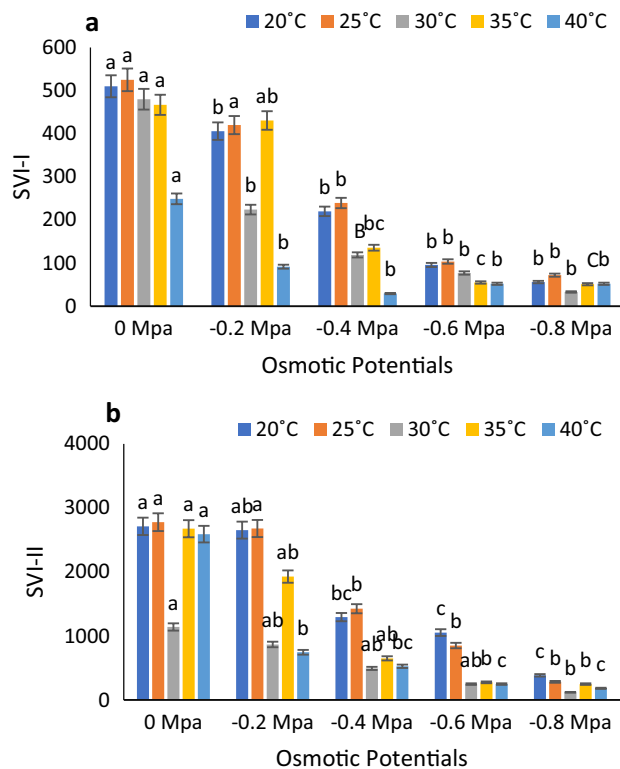 a
20˚C 25˚C 30˚C 35˚C 40˚C
600
500
400
300
200
100
0
SVI-I
a a a a
a
b a b ab b
b b B bc b
b b b c b
b b b Cb
0 Mpa -0.2 Mpa -0.4 Mpa -0.6 Mpa -0.8 Mpa
Osmotic Potentials
b
20˚C 25˚C 30˚C 35˚C 40˚C
4000
3000
2000
1000
0
SVI-II
a a a a a
ab a ab ab b
bc b ab ab bc
c b ab b c
c b b b c
0 Mpa -0.2 Mpa -0.4 Mpa -0.6 Mpa -0.8 Mpa
Osmotic Potentials